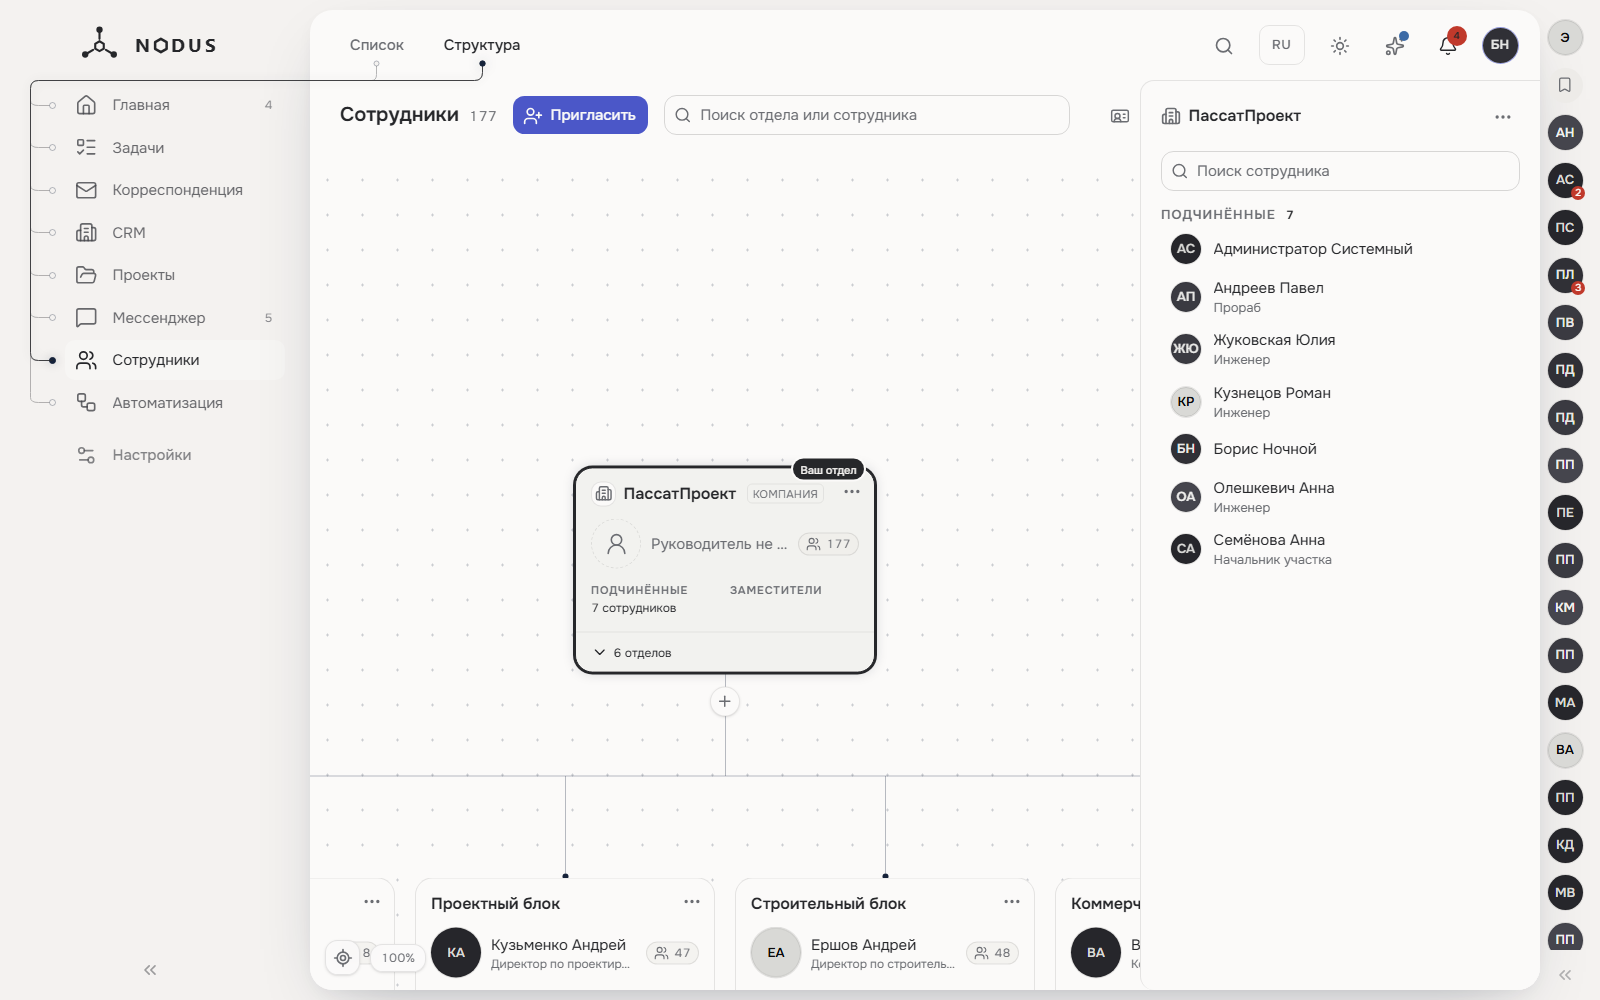 NODUS
Список
Структура
RU
4
БН
Э
Главная
4
Задачи
Корреспонденция
CRM
Проекты
Мессенджер
5
Сотрудники
Автоматизация
Настройки
Сотрудники 177
Пригласить
Поиск отдела или сотрудника
Ваш отдел
ПассатПроект
КОМПАНИЯ
Руководитель не ...
177
ПОДЧИНЁННЫЕ
ЗАМЕСТИТЕЛИ
7 сотрудников
6 отделов
8
100%
Проектный блок
КА
Кузьменко Андрей
Директор по проектир...
47
Строительный блок
ЕА
Ершов Андрей
Директор по строитель...
48
Коммерч
ВА
ПассатПроект
Поиск сотрудника
ПОДЧИНЁННЫЕ 7
АС
Администратор Системный
АП
Андреев Павел
Прораб
ЖЮ
Жуковская Юлия
Инженер
КР
Кузнецов Роман
Инженер
БН
Борис Ночной
ОА
Олешкевич Анна
Инженер
СА
Семёнова Анна
Начальник участка
АН
АС
2
ПС
ПЛ
3
ПВ
ПД
ПД
ПП
ПЕ
ПП
КМ
ПП
МА
ВА
ПП
КД
МВ
ПП